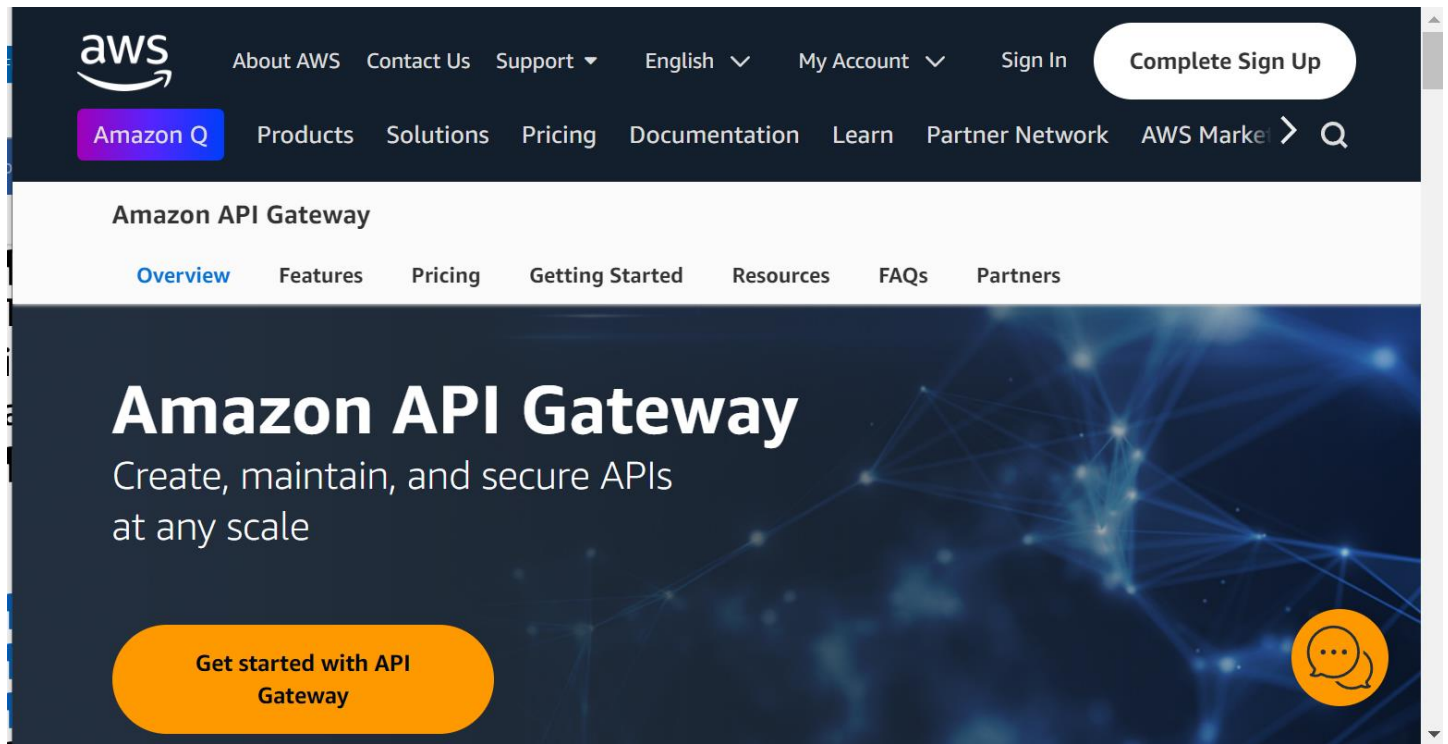 aws
About AWS Contact Us Support English My Account Sign In Complete Sign Up
Amazon Q Products Solutions Pricing Documentation Learn Partner Network AWS Marke
Amazon API Gateway
Overview Features Pricing Getting Started Resources FAQs Partners
Amazon API Gateway
Create, maintain, and secure APIs
at any scale
Get started with API
Gateway